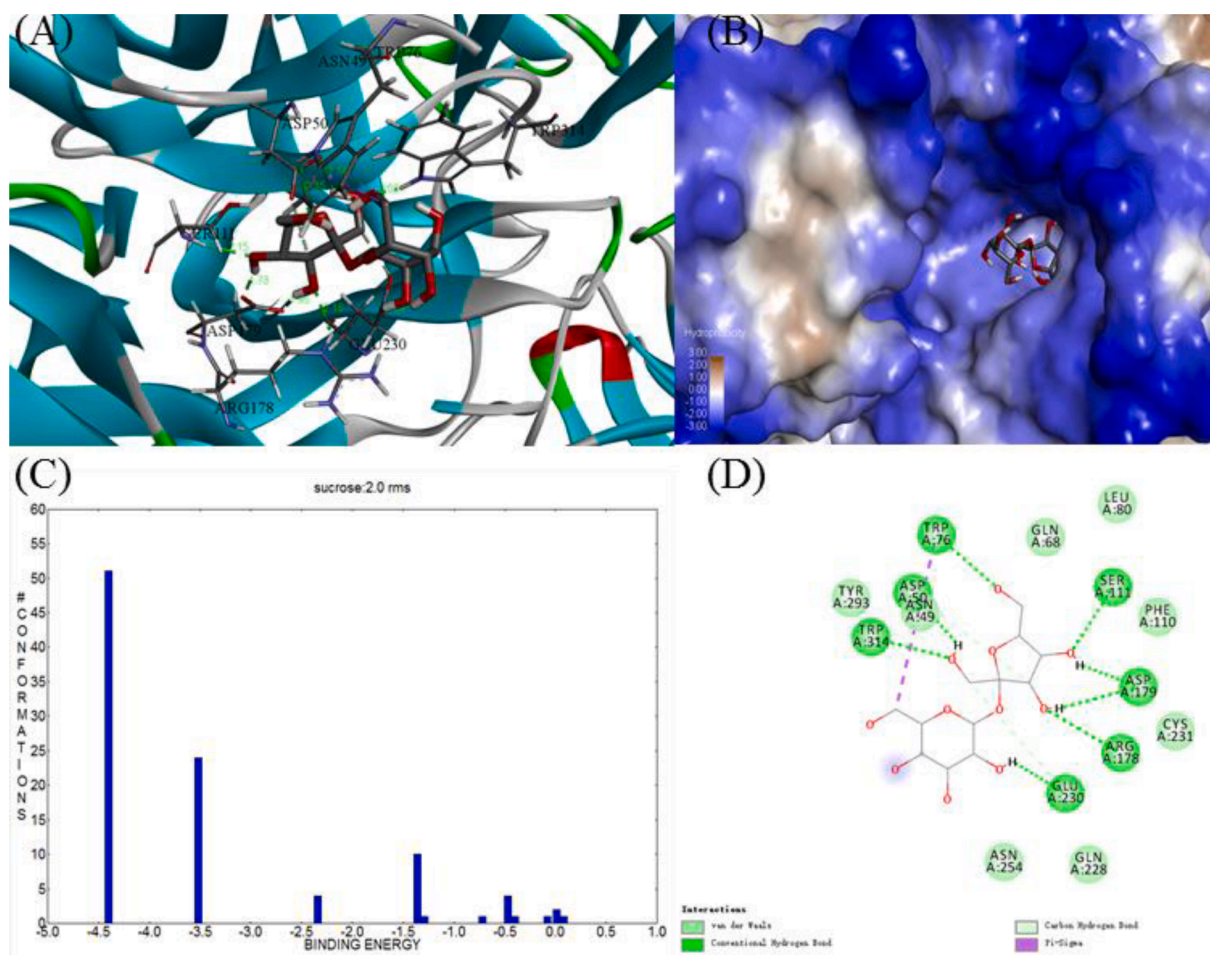 (A)
ASN49
TRP76
ASP50
TRP314
SER111
ASP179
GLU230
ARG178
(B)
Hydrophobicity
3.00
2.00
1.00
0.00
-1.00
-2.00
-3.00
(C)
sucrose:2.0 rms
#CONFORMATIONS
60
55
50
45
40
35
30
25
20
15
10
5
0
-5.0 -4.5 -4.0 -3.5 -3.0 -2.5 -2.0 -1.5 -1.0 -0.5 0.0 0.5 1.0
BINDING ENERGY
(D)
LEU
A:80
TRP
A:76
GLN
A:68
SER
A:111
TYR
A:293
ASP
A:50
ASN
A:49
PHE
A:110
TRP
A:314
ASP
A:179
CYS
A:231
ARG
A:178
GLU
A:230
ASN
A:254
GLN
A:228
O
H
O
O
O
H
O
H
O
O
O
O
O
H
O
O
Interactions
van der Waals
Conventional Hydrogen Bond
Carbon Hydrogen Bond
Pi-Sigma